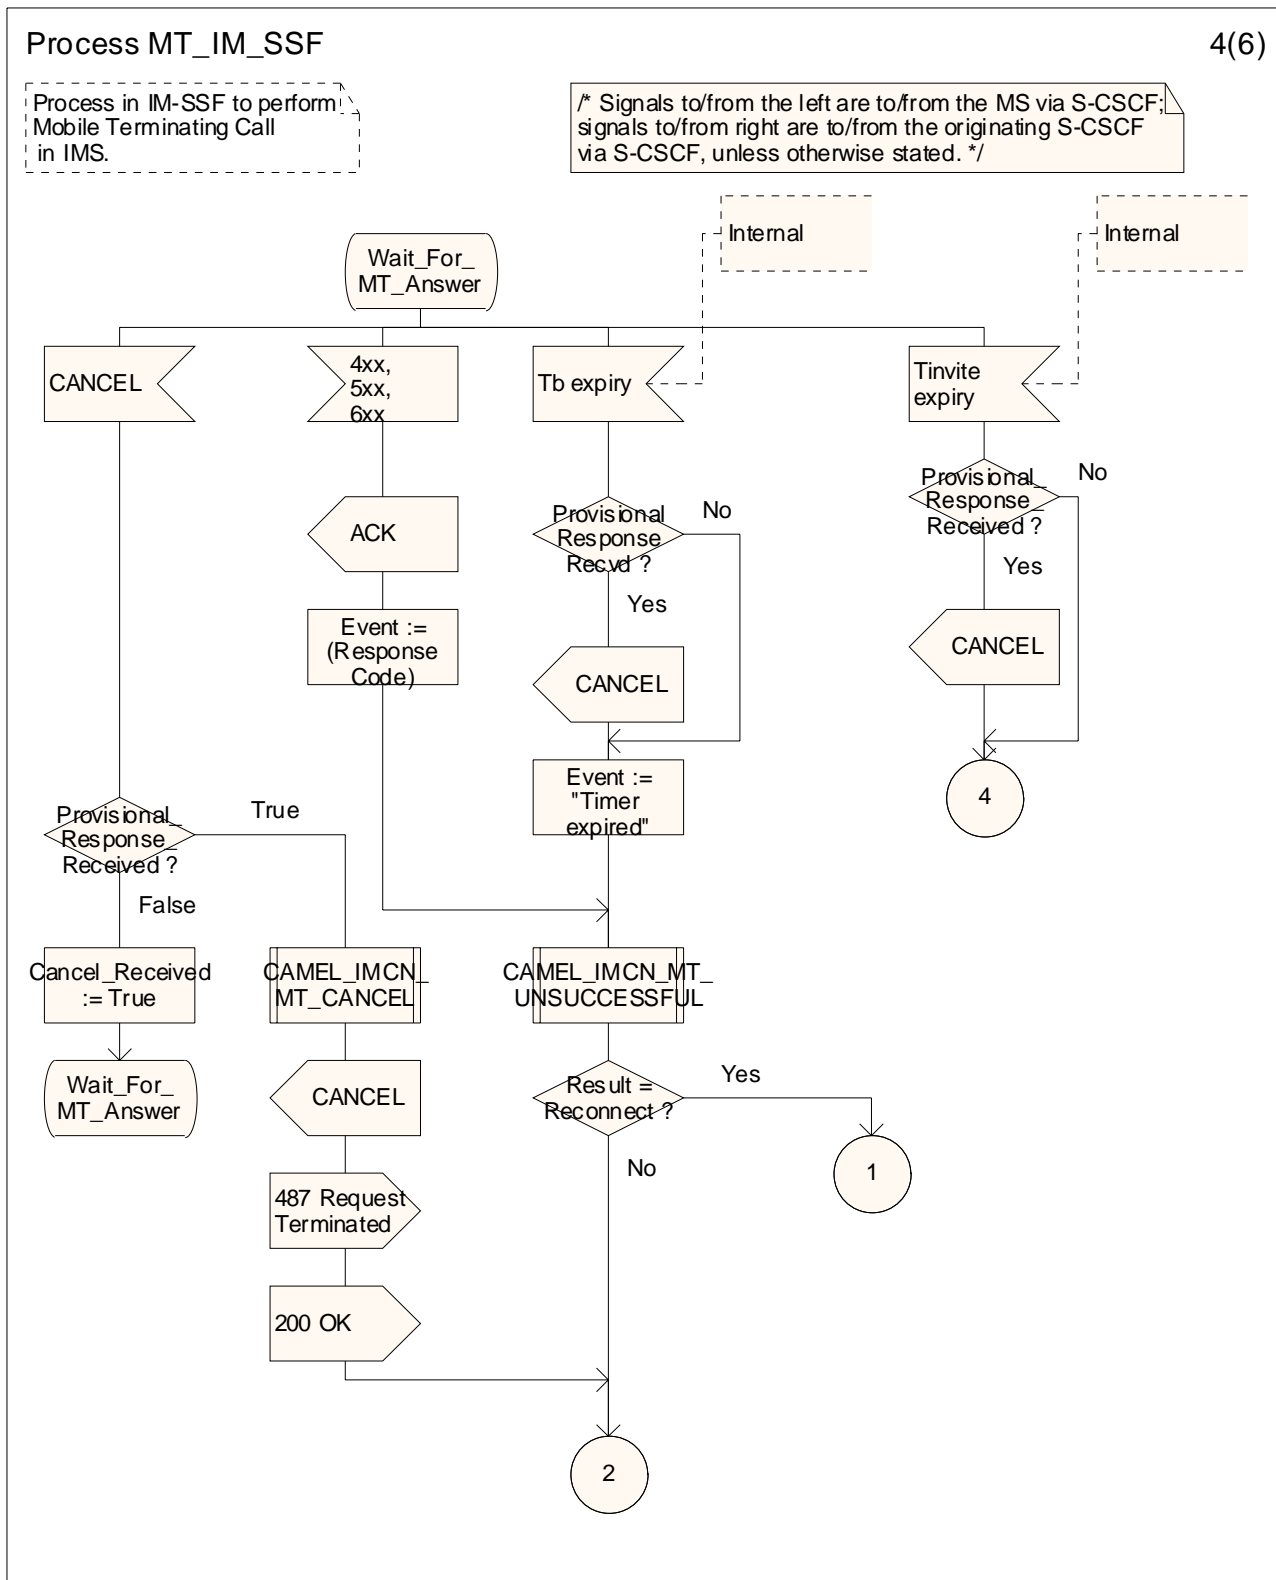 Process MT_IM_SSF
4(6)
Process in IM-SSF to perform
Mobile Terminating Call
in IMS.
/* Signals to/from the left are to/from the MS via S-CSCF;
signals to/from right are to/from the originating S-CSCF
via S-CSCF, unless otherwise stated. */
Internal
Internal
Wait_For_
MT_Answer
CANCEL
4xx,
5xx,
6xx
Tb expiry
Tinvite
expiry
Provisional_
Response_
Received ?
No
Yes
ACK
Provisional
Response
Recvd ?
No
Yes
Event :=
(Response
Code)
CANCEL
CANCEL
Event :=
"Timer
expired"
4
Provisional_
Response_
Received ?
True
False
Cancel_Received
:= True
CAMEL_IMCN_
MT_CANCEL
CAMEL_IMCN_MT_
UNSUCCESSFUL
Wait_For_
MT_Answer
CANCEL
Result =
Reconnect ?
Yes
No
1
487 Request
Terminated
200 OK
2